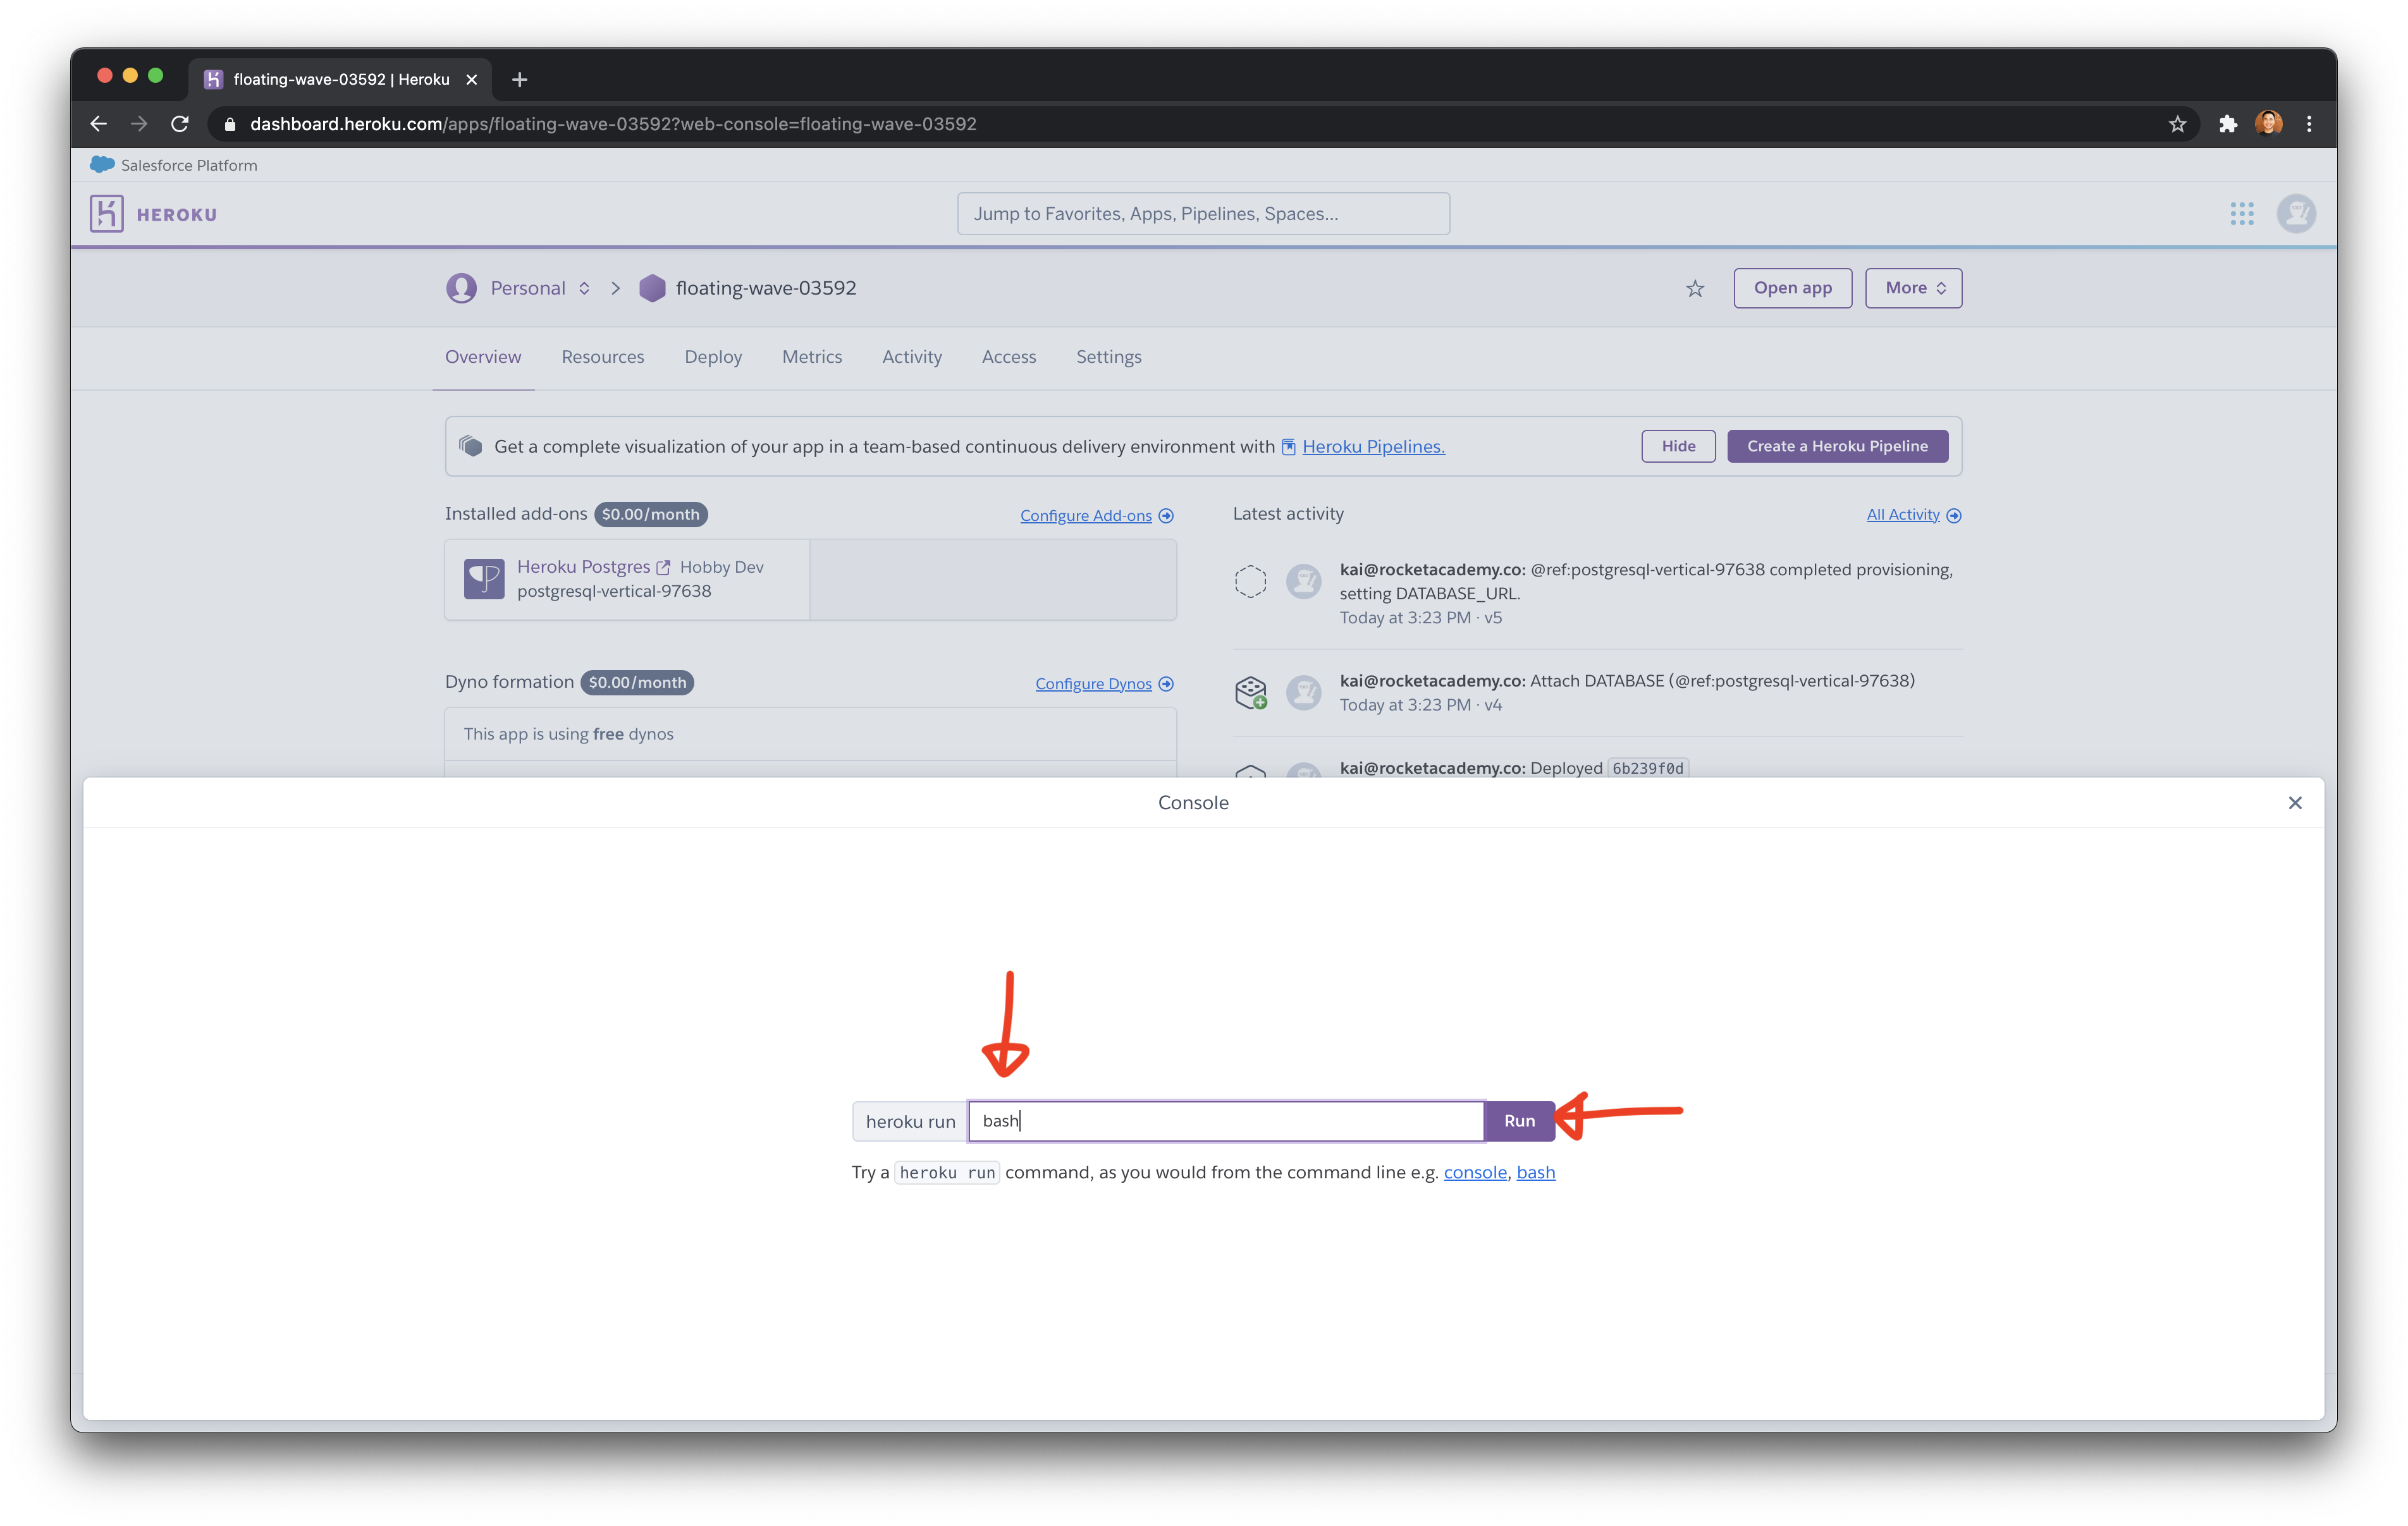 floating-wave-03592 | Heroku
dashboard.heroku.com/apps/floating-wave-03592?web-console=floating-wave-03592
Salesforce Platform
HEROKU
Jump to Favorites, Apps, Pipelines, Spaces...
Personal
floating-wave-03592
Open app
More
Overview Resources Deploy Metrics Activity Access Settings
Get a complete visualization of your app in a team-based continuous delivery environment with Heroku Pipelines.
Hide
Create a Heroku Pipeline
Installed add-ons $0.00/month
Configure Add-ons
Heroku Postgres Hobby Dev
postgresql-vertical-97638
Dyno formation $0.00/month
Configure Dynos
This app is using free dynos
Latest activity
All Activity
kai@rocketacademy.co: @ref:postgresql-vertical-97638 completed provisioning,
setting DATABASE_URL.
Today at 3:23 PM · v5
kai@rocketacademy.co: Attach DATABASE (@ref:postgresql-vertical-97638)
Today at 3:23 PM · v4
kai@rocketacademy.co: Deployed 6b239f0d
Console
heroku run bash Run
Try a heroku run command, as you would from the command line e.g. console, bash